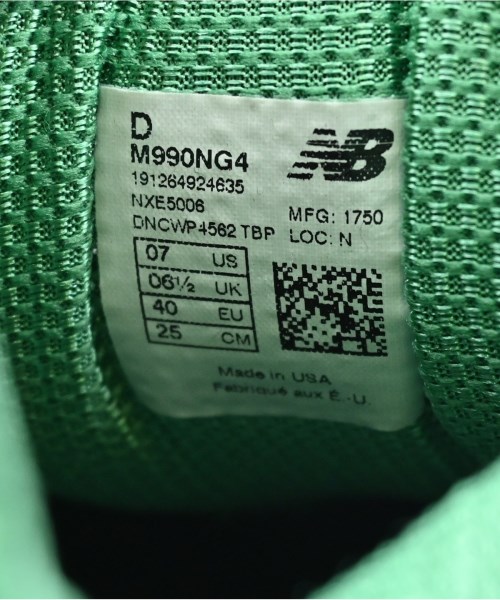 D
M990NG4
NB
191264924635
NXE5006
MFG: 1750
DNCWP4562 TBP
LOC: N
07 US
06½ UK
40 EU
25 CM
Made in USA
Fabriqué aux É.-U.